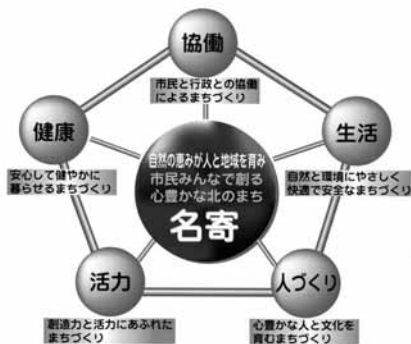 協働
市民と行政との協働
によるまちづくり
健康
安心して健やかに
暮らせるまちづくり
生活
自然と環境にやさしく
快適で安全なまちづくり
自然の恵みが人と地域を育み
市民みんなで創る
心豊かな北のまち
名寄
活力
創造力と活力にあふれた
まちづくり
人づくり
心豊かな人と文化を
育むまちづくり